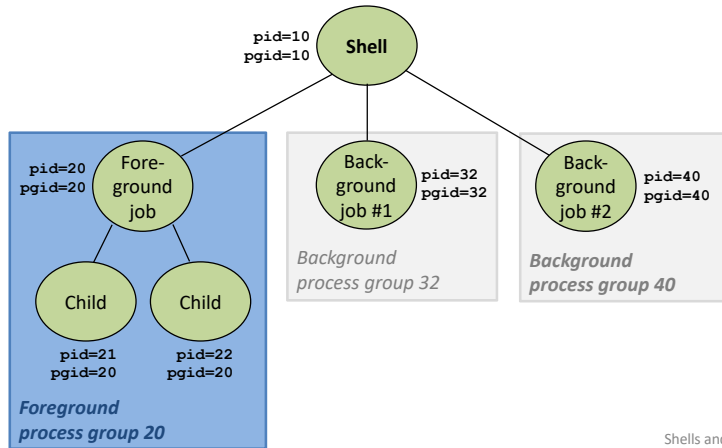 pid=10
pgid=10
Shell
pid=20
pgid=20
Fore-
ground
job
Back-
ground
job #1
pid=32
pgid=32
Back-
ground
job #2
pid=40
pgid=40
Background
process group 32
Background
process group 40
Child
Child
pid=21
pgid=20
pid=22
pgid=20
Foreground
process group 20
Shells and